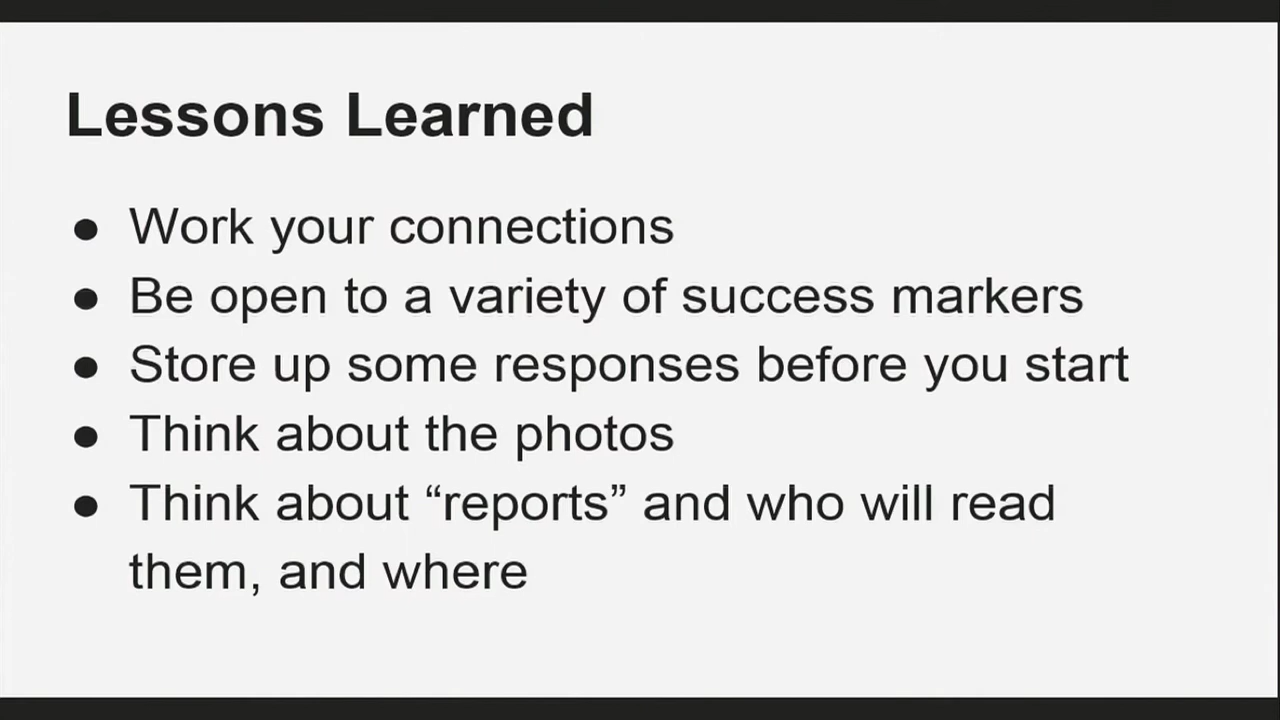 Lessons Learned
● Work your connections
● Be open to a variety of success markers
● Store up some responses before you start
● Think about the photos
● Think about “reports” and who will read
them, and where